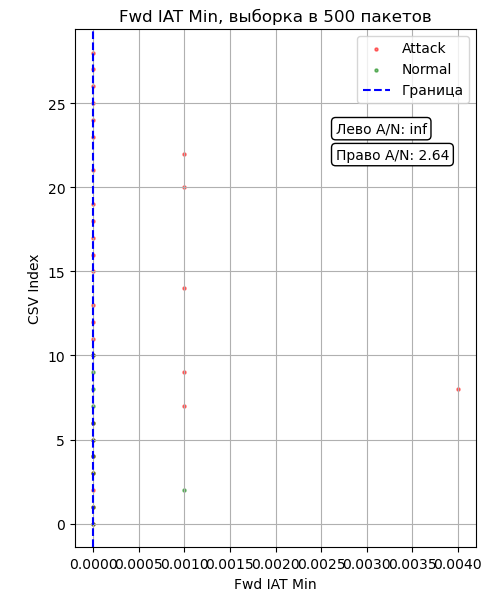 Fwd IAT Min, выборка в 500 пакетов
Attack
Normal
Граница
Лево A/N: inf
Право A/N: 2.64
25
20
15
10
5
0
CSV Index
0.0000 0.0005 0.0010 0.0015 0.0020 0.0025 0.0030 0.0035 0.0040
Fwd IAT Min